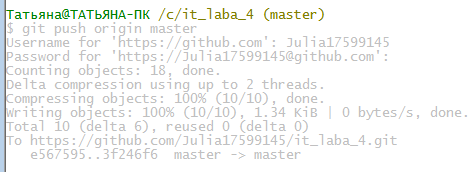 Татьяна@ТАТЬЯНА-ПК /c/it_laba_4 (master)
$ git push origin master
Username for 'https://github.com': Julia17599145
Password for 'https://Julia17599145@github.com':
Counting objects: 18, done.
Delta compression using up to 2 threads.
Compressing objects: 100% (10/10), done.
Writing objects: 100% (10/10), 1.34 KiB | 0 bytes/s, done.
Total 10 (delta 6), reused 0 (delta 0)
To https://github.com/Julia17599145/it_laba_4.git
   e567595..3f246f6  master -> master